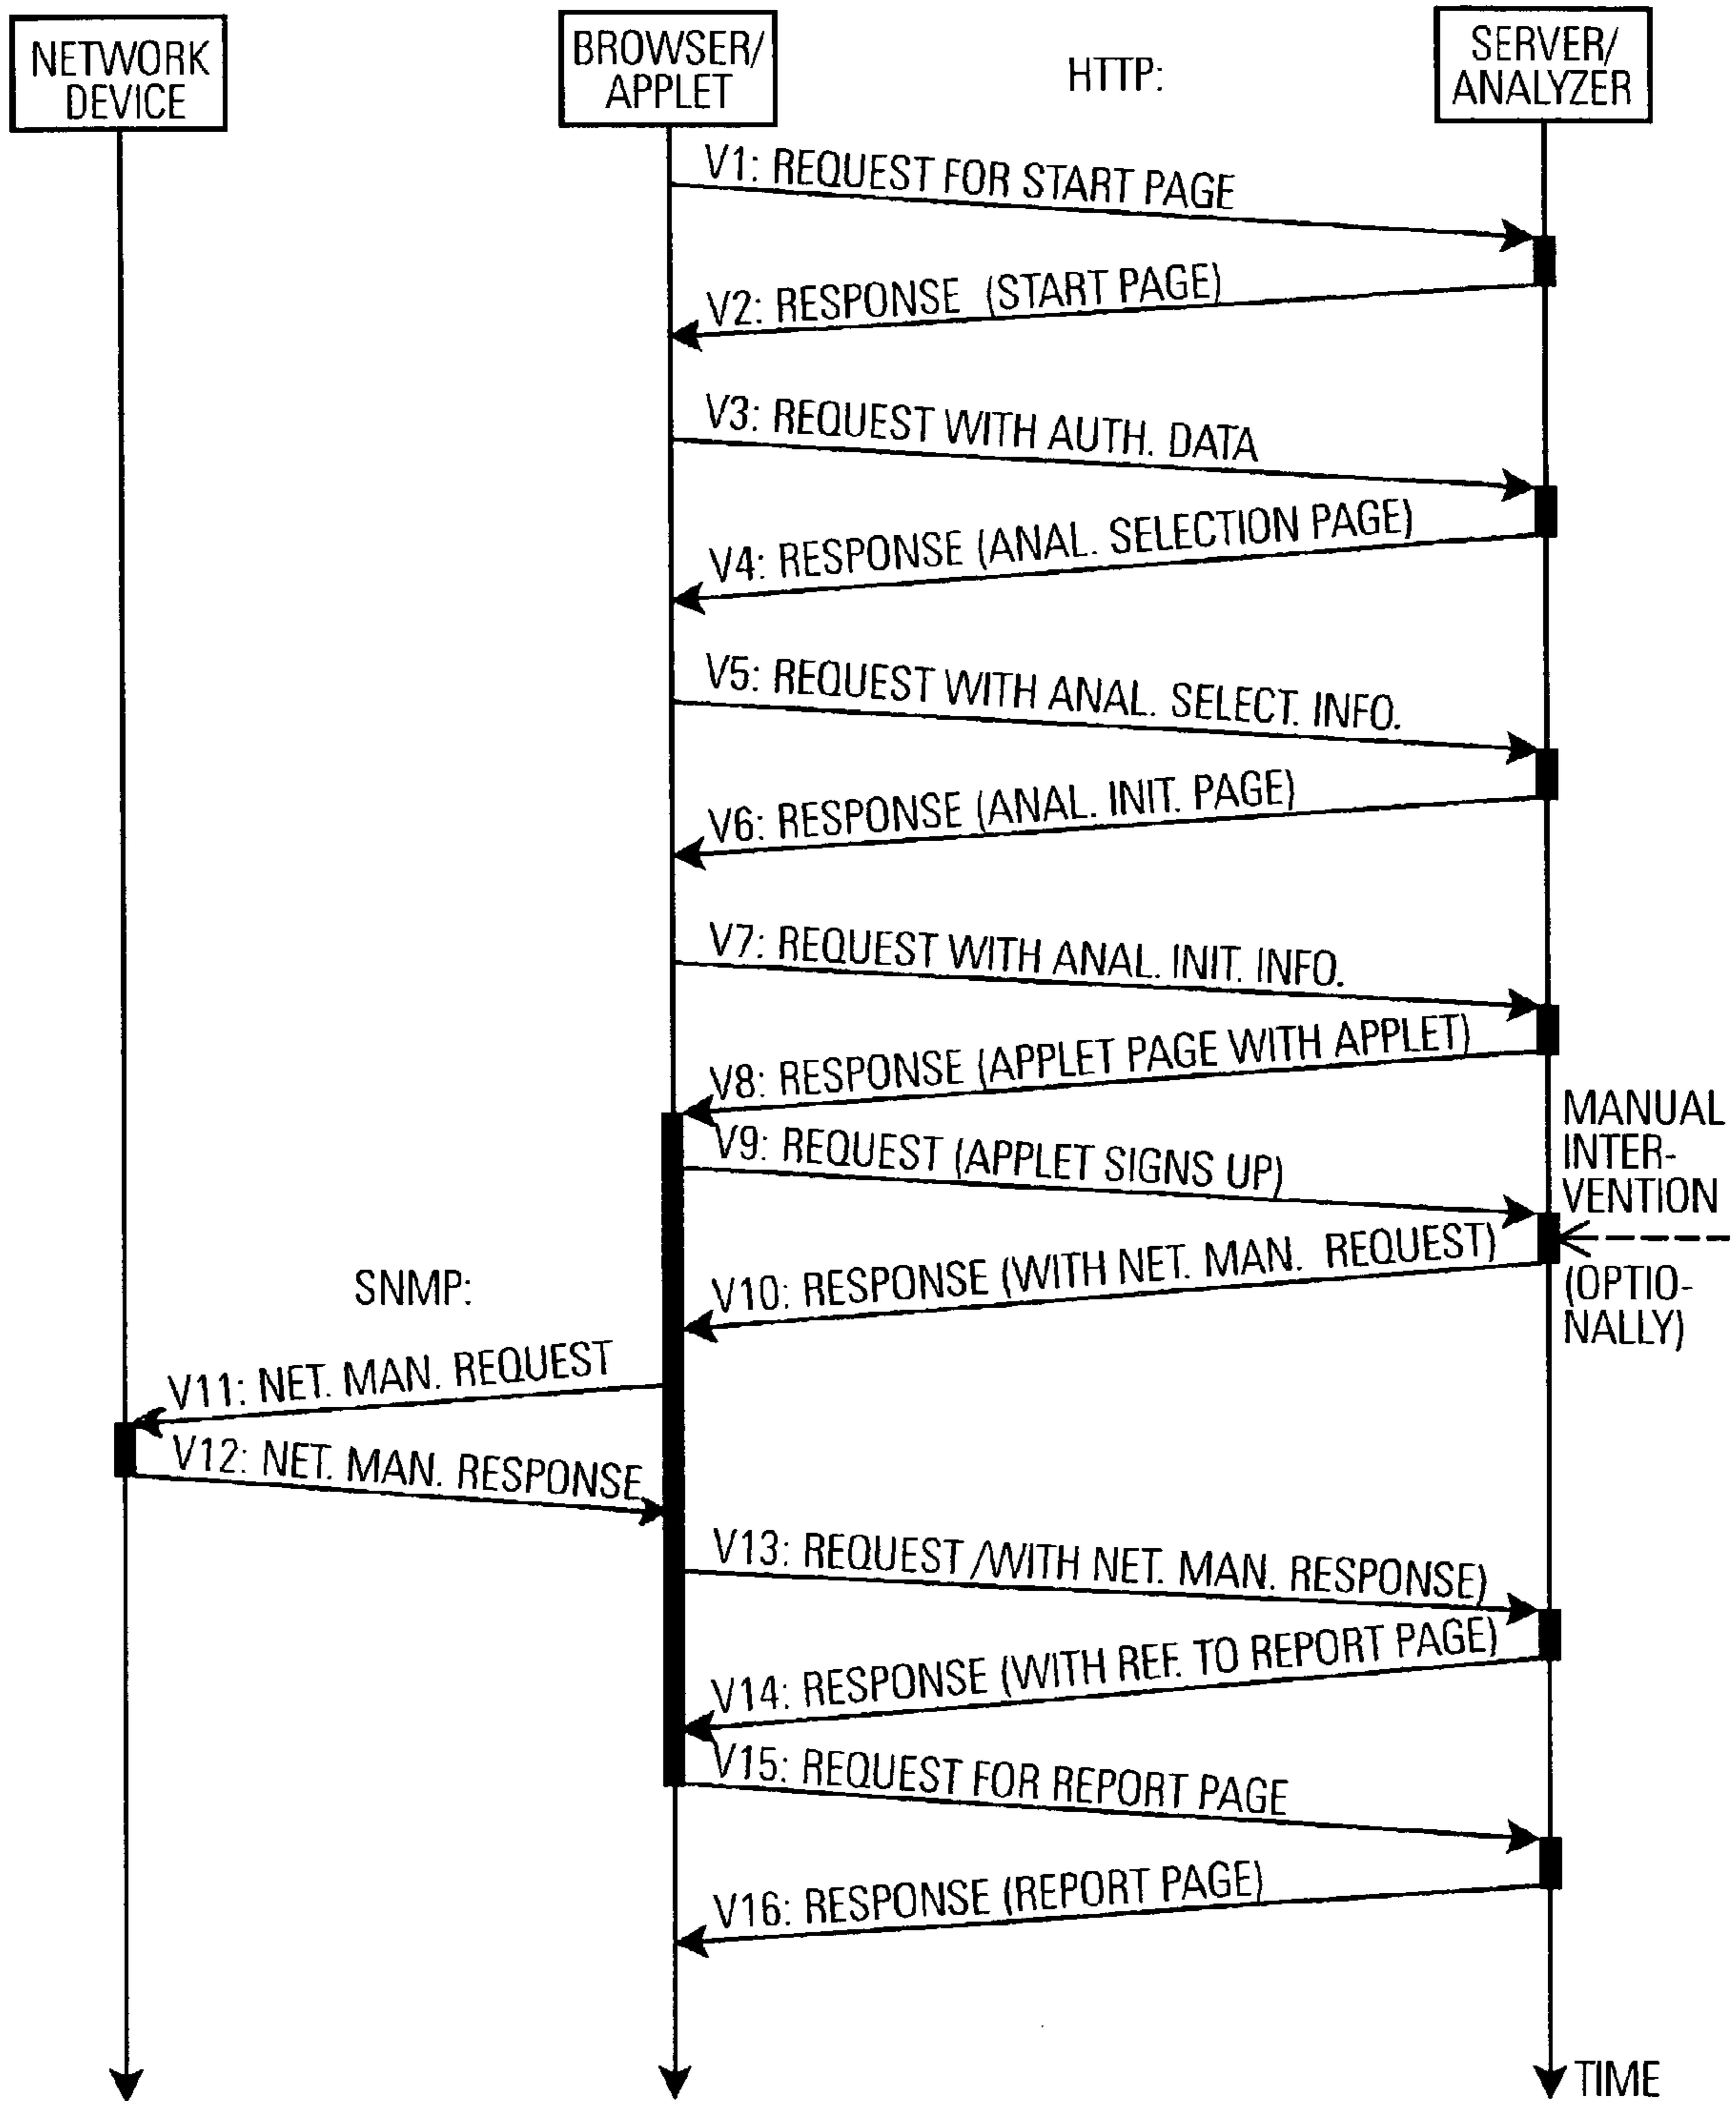 NETWORK
DEVICE
BROWSER/
APPLET
HTTP:
SERVER/
ANALYZER
V1: REQUEST FOR START PAGE
V2: RESPONSE (START PAGE)
V3: REQUEST WITH AUTH. DATA
V4: RESPONSE (ANAL. SELECTION PAGE)
V5: REQUEST WITH ANAL. SELECT. INFO.
V6: RESPONSE (ANAL. INIT. PAGE)
V7: REQUEST WITH ANAL. INIT. INFO.
V8: RESPONSE (APPLET PAGE WITH APPLET)
MANUAL
INTER-
VENTION
(OPTIO-
NALLY)
V9: REQUEST (APPLET SIGNS UP)
V10: RESPONSE (WITH NET. MAN. REQUEST)
SNMP:
V11: NET. MAN. REQUEST
V12: NET. MAN. RESPONSE
V13: REQUEST /WITH NET. MAN. RESPONSE)
V14: RESPONSE (WITH REF. TO REPORT PAGE)
V15: REQUEST FOR REPORT PAGE
V16: RESPONSE (REPORT PAGE)
TIME